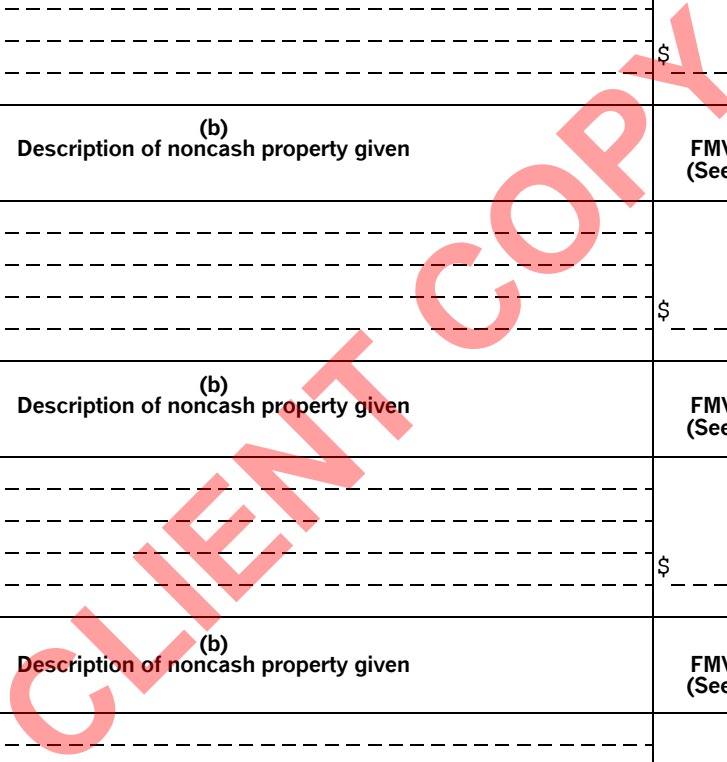 $
(b)
Description of noncash property given
FMV
(See
$
(b)
Description of noncash property given
FMV
(See
$
(b)
Description of noncash property given
FMV
(See
CLIENT COPY